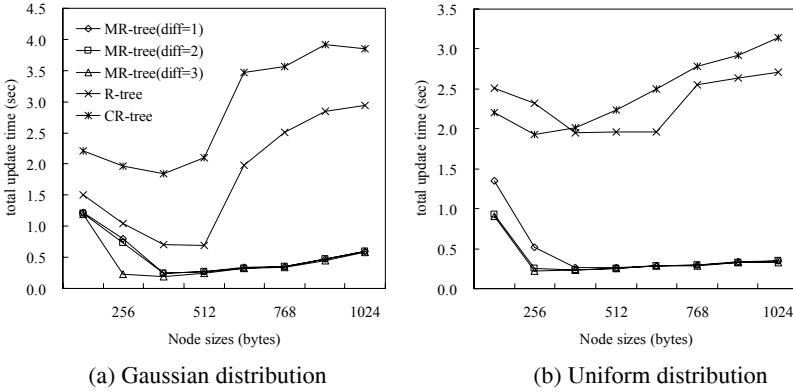 4.5
4.0
3.5
3.0
2.5
2.0
1.5
1.0
0.5
0.0
total update time (sec)
MR-tree(diff=1)
MR-tree(diff=2)
MR-tree(diff=3)
R-tree
CR-tree
256 512 768 1024
Node sizes (bytes)
(a) Gaussian distribution
3.5
3.0
2.5
2.0
1.5
1.0
0.5
0.0
total update time (sec)
256 512 768 1024
Node sizes (bytes)
(b) Uniform distribution